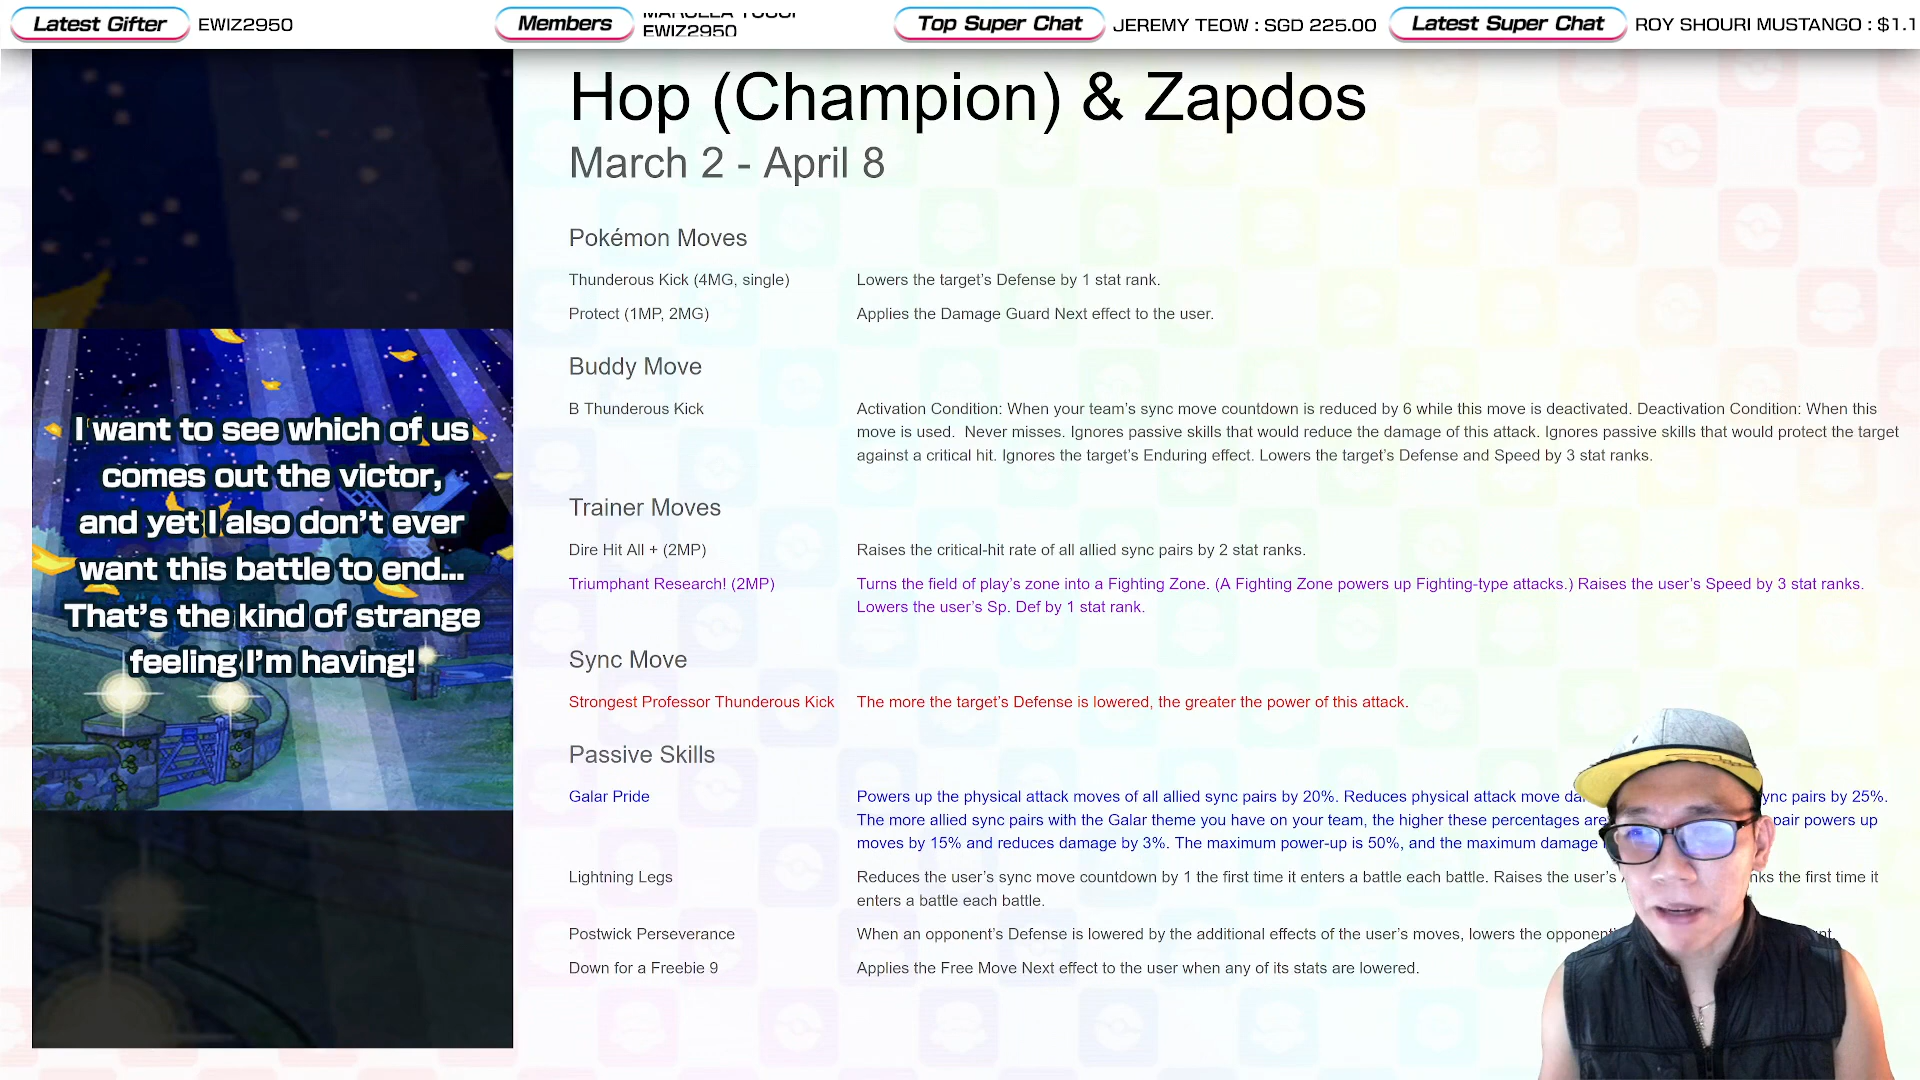 Latest Gifter EWIZ2950 Members EWIZ2950 Top Super Chat JEREMY TEOW : SGD 225.00 Latest Super Chat ROY SHOURI MUSTANGO : $1.1
Hop (Champion) & Zapdos
March 2 - April 8
Pokémon Moves
Thunderous Kick (4MG, single) Lowers the target's Defense by 1 stat rank.
Protect (1MP, 2MG) Applies the Damage Guard Next effect to the user.
Buddy Move
B Thunderous Kick Activation Condition: When your team's sync move countdown is reduced by 6 while this move is deactivated. Deactivation Condition: When this
move is used. Never misses. Ignores passive skills that would reduce the damage of this attack. Ignores passive skills that would protect the target
against a critical hit. Ignores the target's Enduring effect. Lowers the target's Defense and Speed by 3 stat ranks.
Trainer Moves
Dire Hit All + (2MP) Raises the critical-hit rate of all allied sync pairs by 2 stat ranks.
Triumphant Research! (2MP) Turns the field of play's zone into a Fighting Zone. (A Fighting Zone powers up Fighting-type attacks.) Raises the user's Speed by 3 stat ranks.
Lowers the user's Sp. Def by 1 stat rank.
Sync Move
Strongest Professor Thunderous Kick The more the target's Defense is lowered, the greater the power of this attack.
Passive Skills
Galar Pride Powers up the physical attack moves of all allied sync pairs by 20%. Reduces physical attack move sync pairs by 25%.
The more allied sync pairs with the Galar theme you have on your team, the higher these percentages are pair powers up
moves by 15% and reduces damage by 3%. The maximum power-up is 50%, and the maximum damage
Lightning Legs Reduces the user's sync move countdown by 1 the first time it enters a battle each battle. Raises the user's the first time it
enters a battle each battle.
Postwick Perseverance When an opponent's Defense is lowered by the additional effects of the user's moves, lowers the
Down for a Freebie 9 Applies the Free Move Next effect to the user when any of its stats are lowered.
I want to see which of us
comes out the victor,
and yet I also don't ever
want this battle to end...
That's the kind of strange
feeling I'm having!